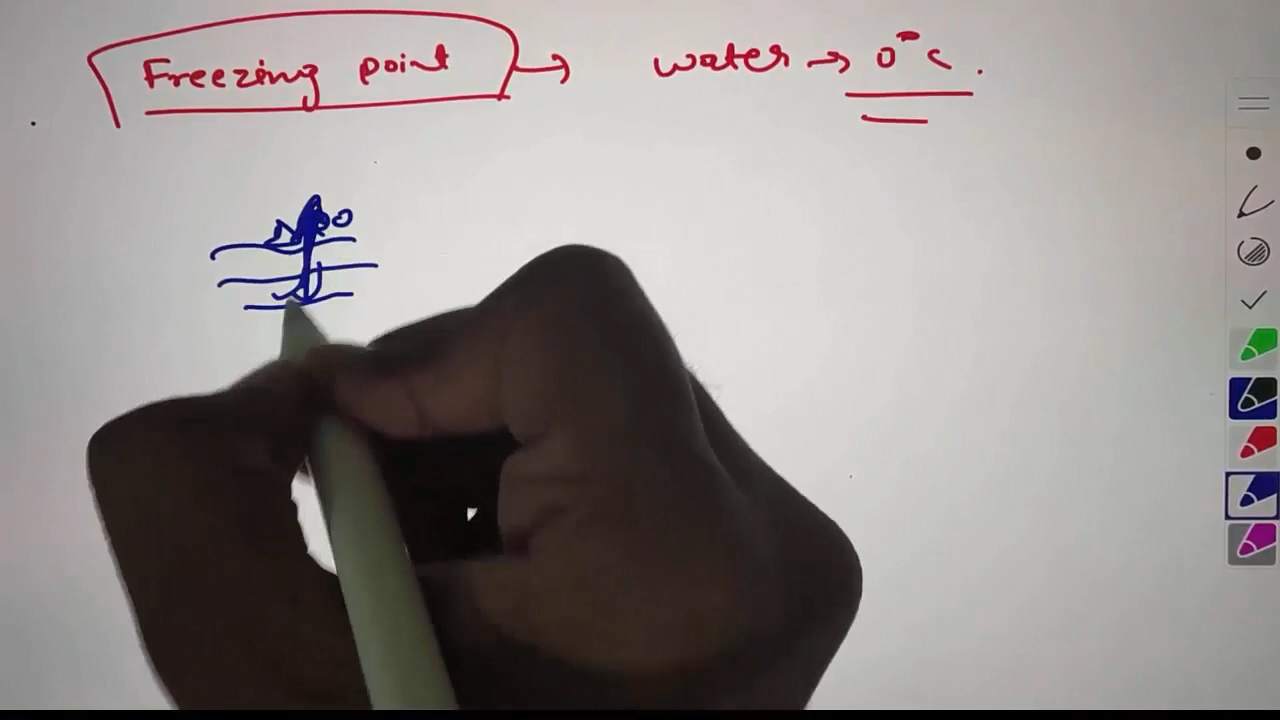 Freezing point → water → 0°C.